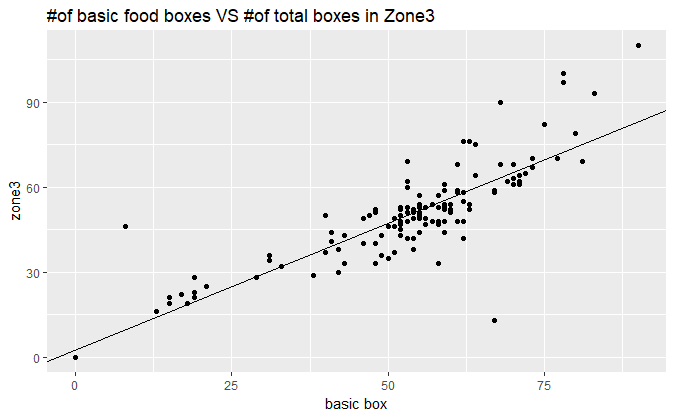 #of basic food boxes VS #of total boxes in Zone3
90
60
30
0
zone3
0 25 50 75
basic box